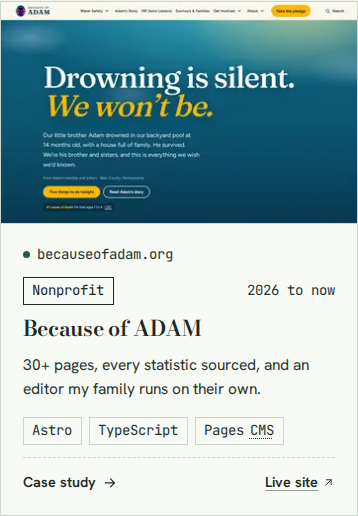 Because of
ADAM
Water Safety
Adam's Story
Survivors & Families
Get Involved
About
Take the pledge
Search
Drowning is silent.
We won't be.
Our little brother Adam drowned in our backyard pool at
14 months old, with a house full of family. He survived.
We're his brother and sisters, and this is everything we wish
we'd known.
Five things to do tonight
Read Adam's story
becauseofadam.org
Nonprofit
2026 to now
Because of ADAM
30+ pages, every statistic sourced, and an
editor my family runs on their own.
Astro
TypeScript
Pages CMS
Case study →
Live site ↗